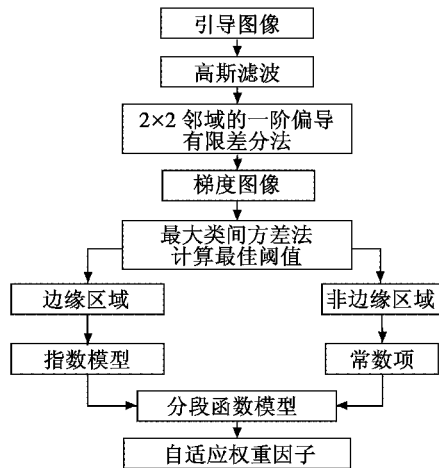 引导图像
高斯滤波
2×2 邻域的一阶偏导
有限差分法
梯度图像
最大类间方差法
计算最佳阈值
边缘区域
非边缘区域
指数模型
常数项
分段函数模型
自适应权重因子